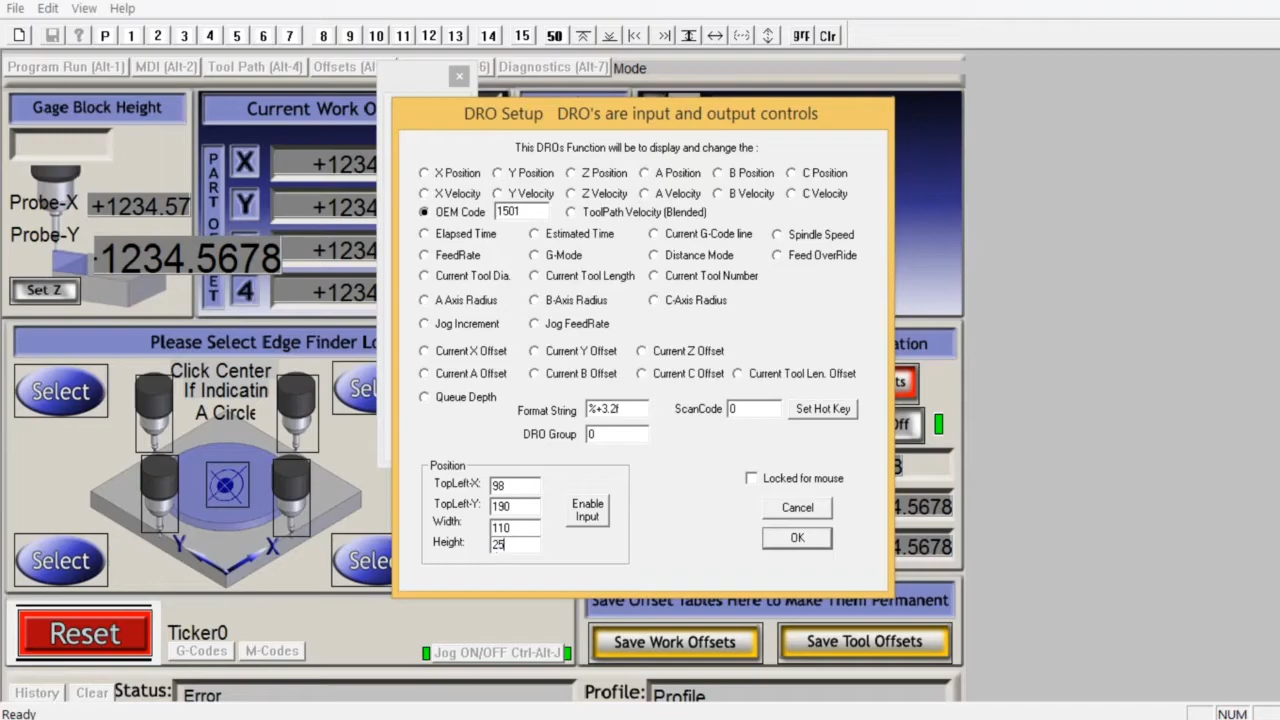 File Edit View Help
P 1 2 3 4 5 6 7 8 9 10 11 12 13 14 15 50 grf Clr
Program Run (Alt-1) MDI (Alt-2) Tool Path (Alt-4) Offsets 6) Diagnostics (Alt-7) Mode
Gage Block Height
Current Work O
PART OF ET
X +1234
Y +1234
+1234
4 +1234
Probe-X +1234.57
Probe-Y
1234.5678
Set Z
DRO Setup DRO's are input and output controls
This DROs Function will be to display and change the :
X Position Y Position Z Position A Position B Position C Position
X Velocity Y Velocity Z Velocity A Velocity B Velocity C Velocity
OEM Code 1501 ToolPath Velocity (Blended)
Elapsed Time Estimated Time Current G-Code line Spindle Speed
FeedRate G-Mode Distance Mode Feed OverRide
Current Tool Dia. Current Tool Length Current Tool Number
A Axis Radius B-Axis Radius C-Axis Radius
Jog Increment Jog FeedRate
Current X Offset Current Y Offset Current Z Offset
Current A Offset Current B Offset Current C Offset Current Tool Len. Offset
Queue Depth
Format String %+3.2f ScanCode 0 Set Hot Key
DRO Group 0
Position
TopLeft-X: 98
TopLeft-Y: 190
Width: 110
Height: 25
Enable
Input
Locked for mouse
Cancel
OK
Please Select Edge Finder Lo
Select
Click Center
If Indicatin
A Circle
Sel
Y X
Select
Sele
ation
ts
Off
8
4.5678
4.5678
Save Offset Tables Here to Make Them Permanent
Save Work Offsets Save Tool Offsets
Reset
Ticker0
G-Codes M-Codes
Jog ON/OFF Ctrl-Alt-J
History Clear Status: Error Profile: Profile
Ready NUM